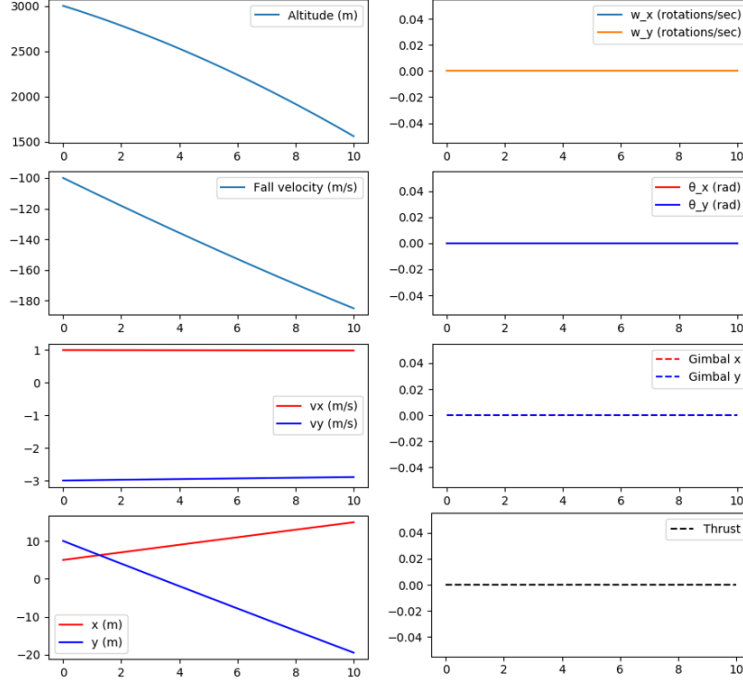 3000
2500
2000
1500
Altitude (m)
0 2 4 6 8 10
0.04
0.02
0.00
−0.02
−0.04
w_x (rotations/sec)
w_y (rotations/sec)
0 2 4 6 8 10
−100
−120
−140
−160
−180
Fall velocity (m/s)
0 2 4 6 8 10
0.04
0.02
0.00
−0.02
−0.04
θ_x (rad)
θ_y (rad)
0 2 4 6 8 10
1
0
−1
−2
−3
vx (m/s)
vy (m/s)
0 2 4 6 8 10
0.04
0.02
0.00
−0.02
−0.04
Gimbal x
Gimbal y
0 2 4 6 8 10
10
0
−10
−20
x (m)
y (m)
0 2 4 6 8 10
0.04
0.02
0.00
−0.02
−0.04
Thrust
0 2 4 6 8 10